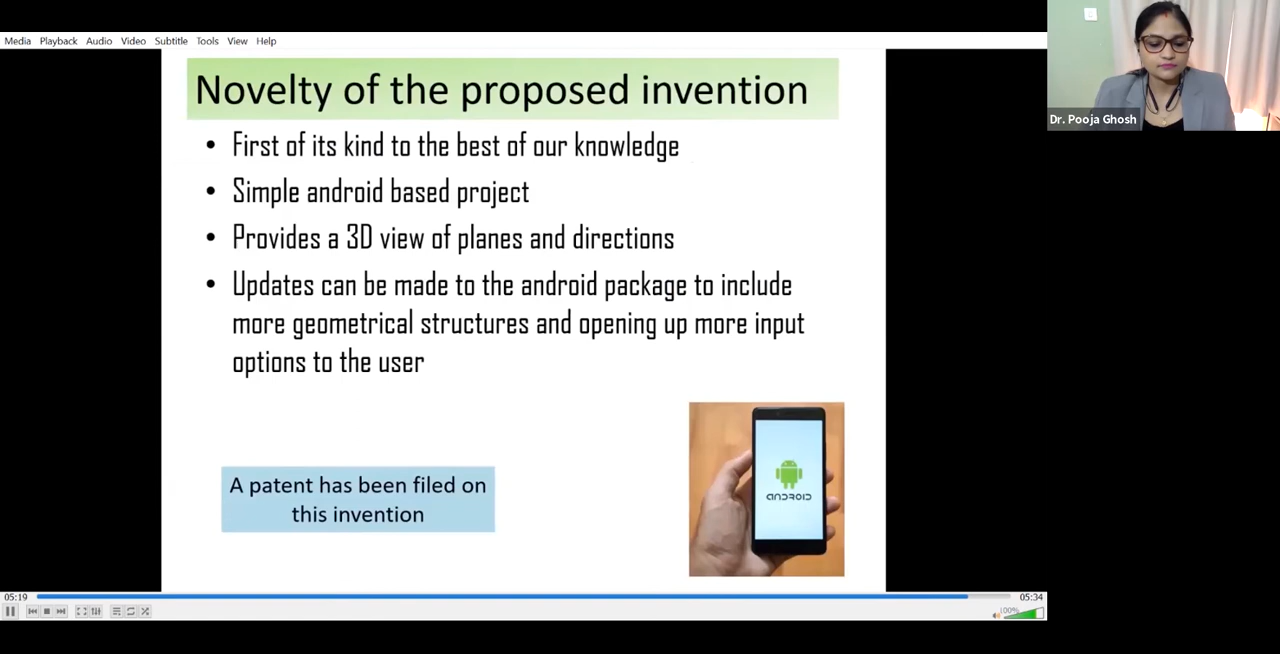 Media Playback Audio Video Subtitle Tools View Help
Novelty of the proposed invention
• First of its kind to the best of our knowledge
• Simple android based project
• Provides a 3D view of planes and directions
• Updates can be made to the android package to include
more geometrical structures and opening up more input
options to the user
A patent has been filed on
this invention
ANDROID
05:19
05:34
100%
Dr. Pooja Ghosh